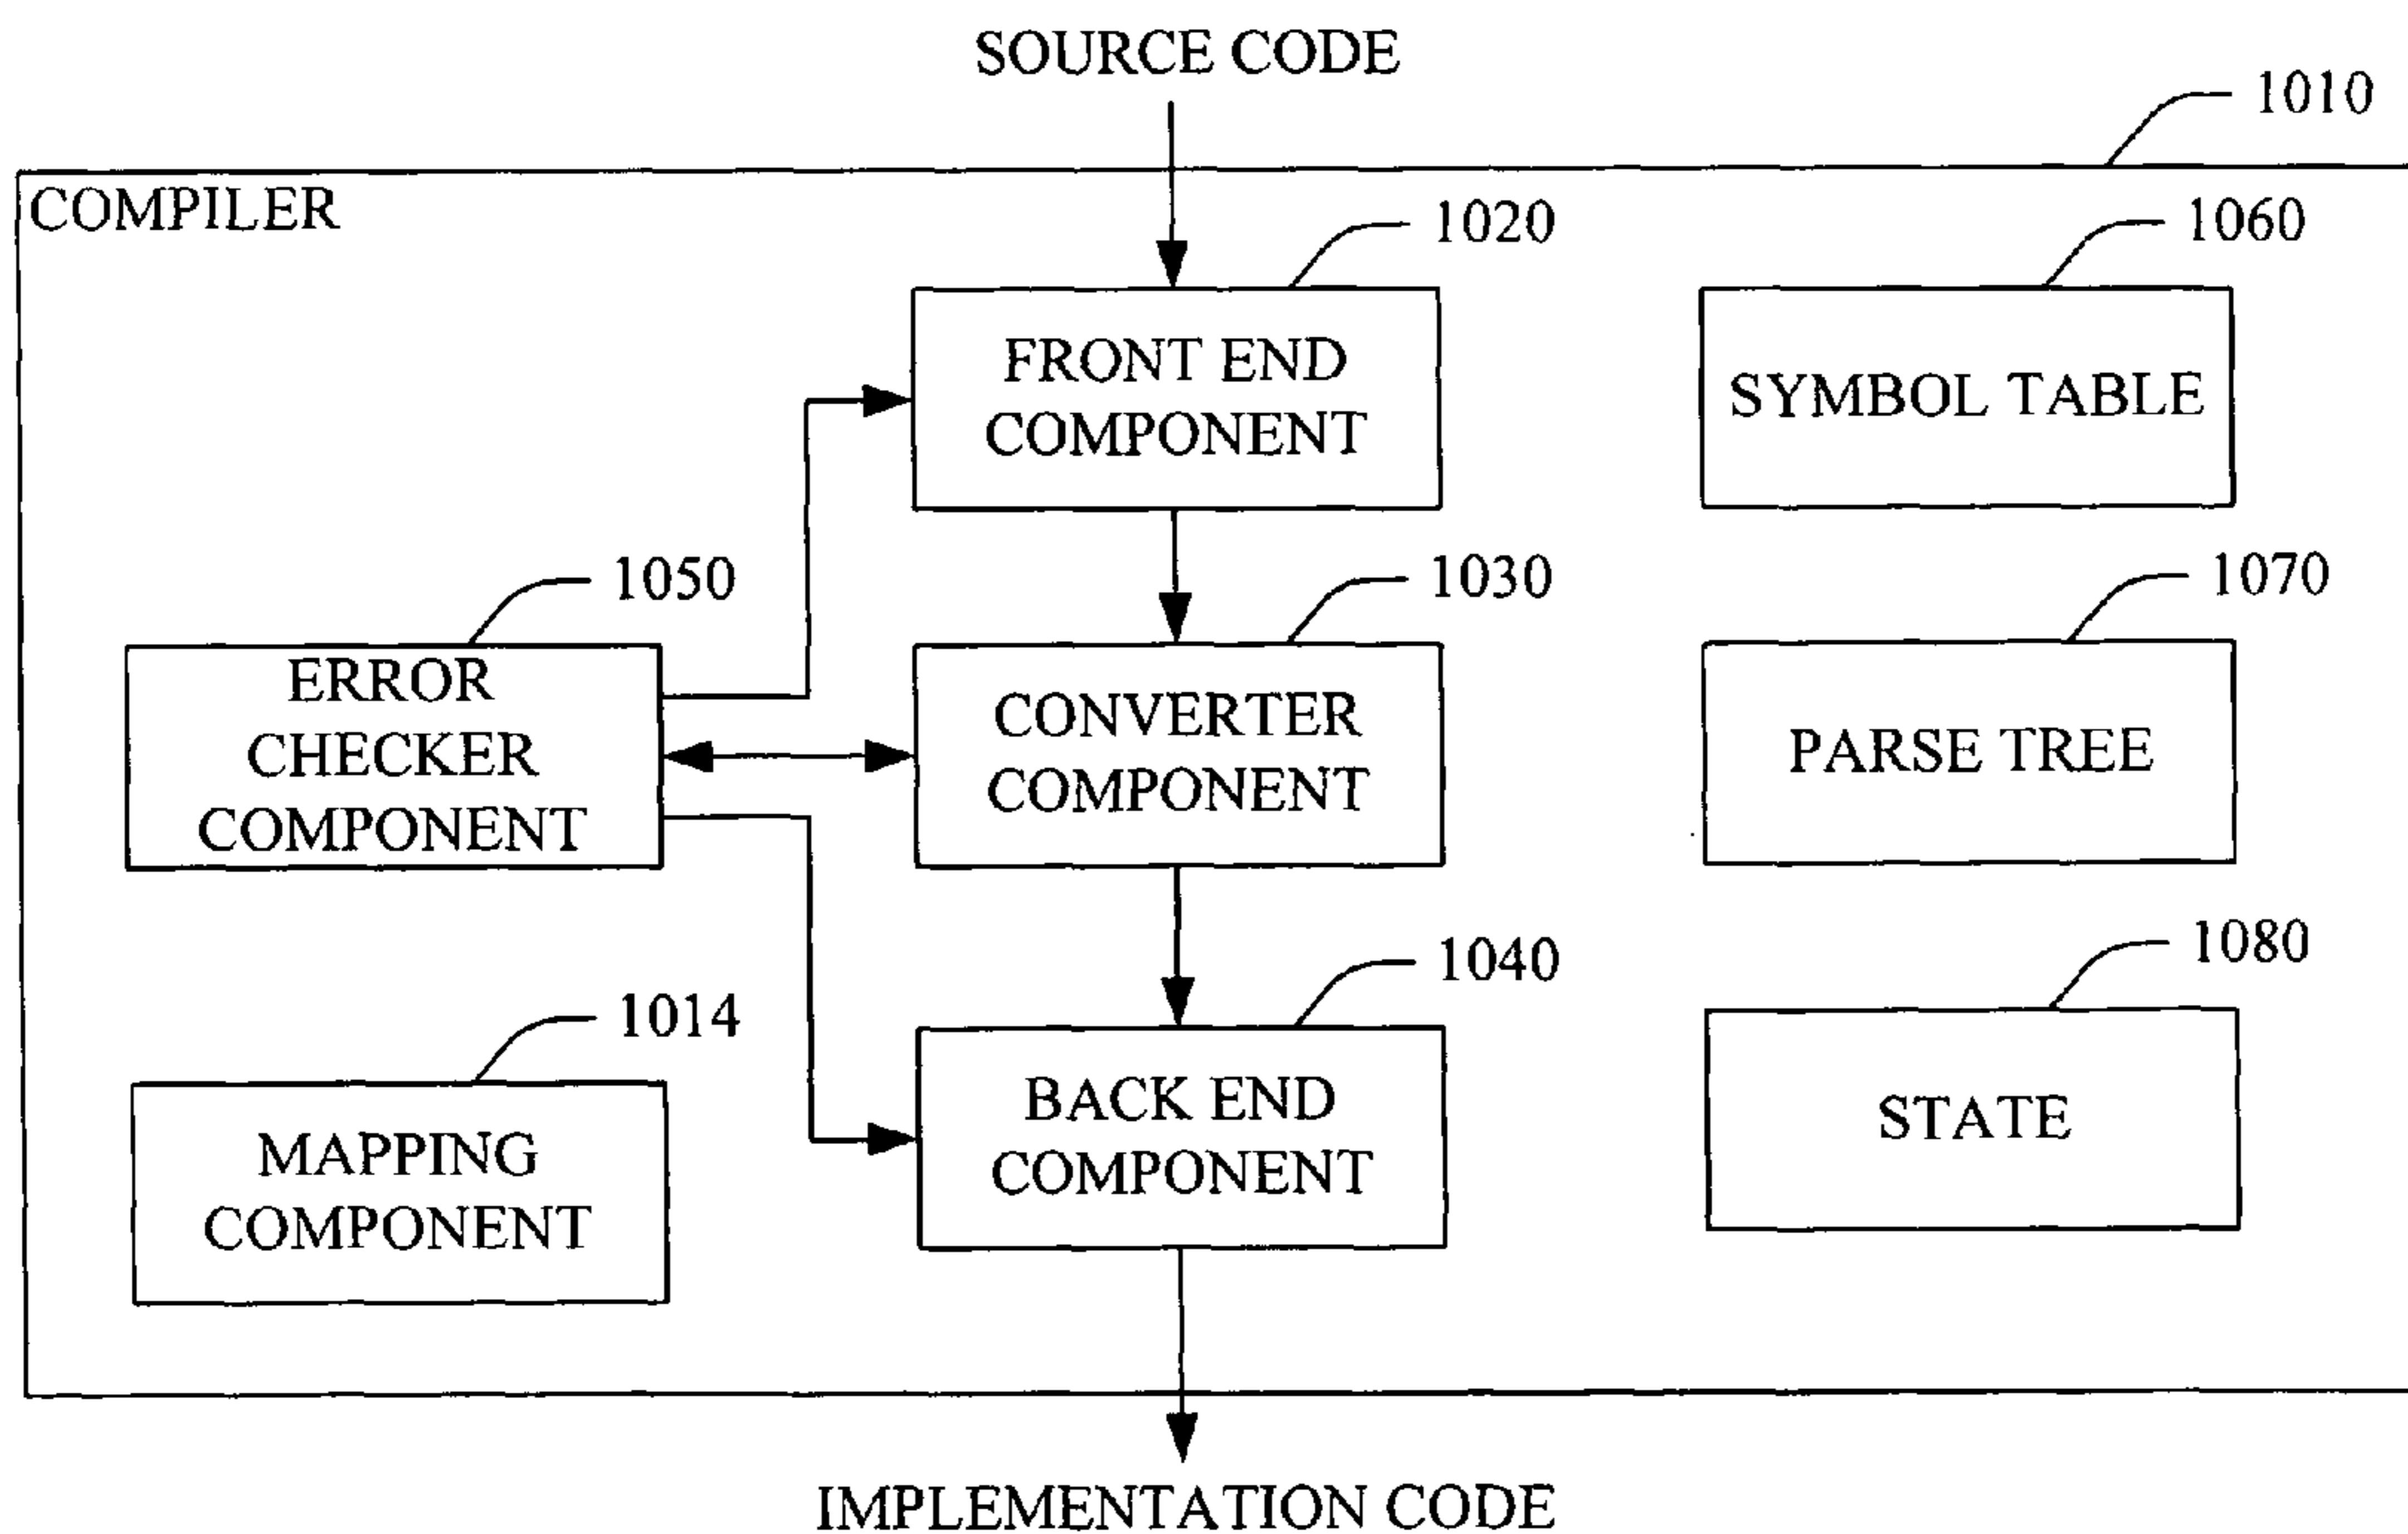 SOURCE CODE
1010
COMPILER
1020
1060
FRONT END
COMPONENT
SYMBOL TABLE
1050
1030
1070
ERROR
CHECKER
COMPONENT
CONVERTER
COMPONENT
PARSE TREE
1014
1040
1080
MAPPING
COMPONENT
BACK END
COMPONENT
STATE
IMPLEMENTATION CODE